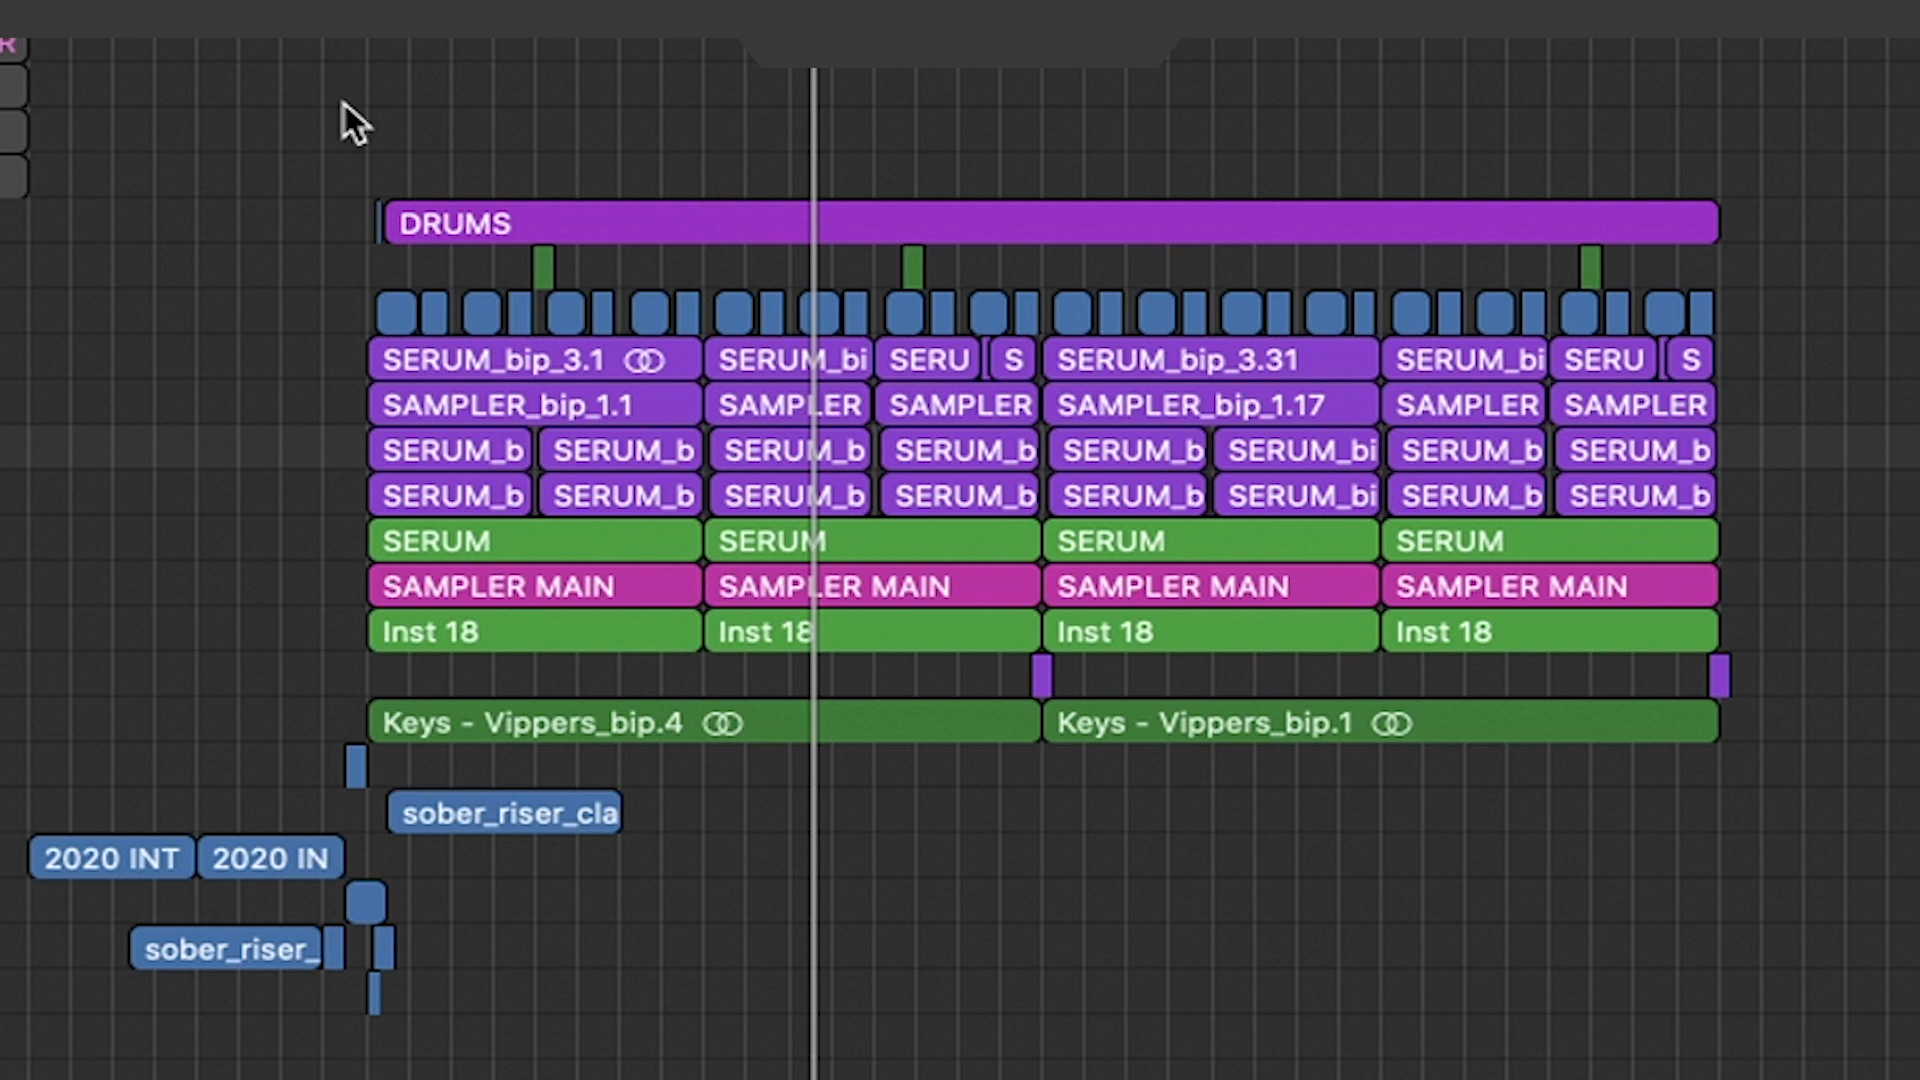 R
DRUMS
SERUM_bip_3.1 SERUM_bi SERU S SERUM_bip_3.31 SERUM_bi SERU S
SAMPLER_bip_1.1 SAMPLER SAMPLER SAMPLER_bip_1.17 SAMPLER SAMPLER
SERUM_b SERUM_b SERUM_b SERUM_b SERUM_b SERUM_bi SERUM_b SERUM_b
SERUM_b SERUM_b SERUM_b SERUM_b SERUM_b SERUM_bi SERUM_b SERUM_b
SERUM SERUM SERUM SERUM
SAMPLER MAIN SAMPLER MAIN SAMPLER MAIN SAMPLER MAIN
Inst 18 Inst 18 Inst 18 Inst 18
Keys - Vippers_bip.4 Keys - Vippers_bip.1
sober_riser_cla
2020 INT 2020 IN
sober_riser_